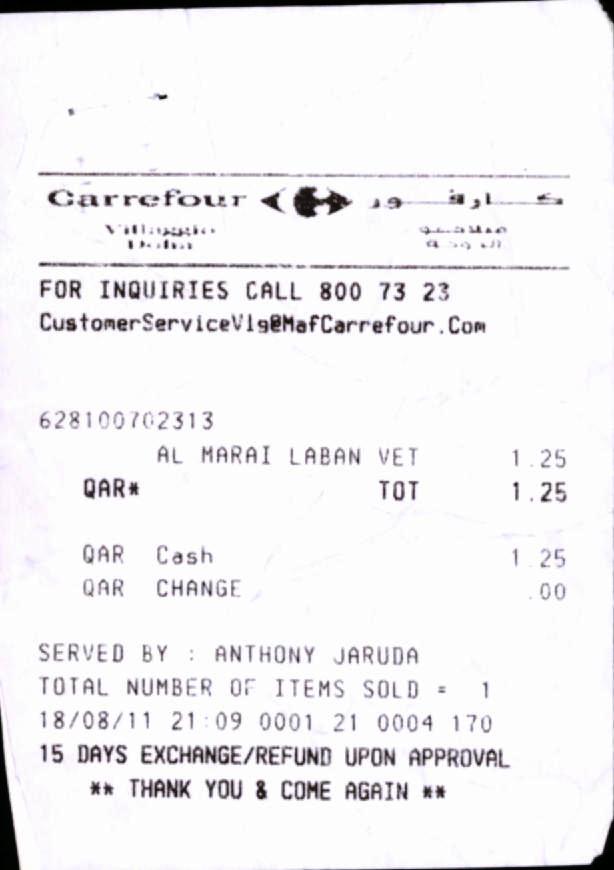 Carrefour كارفور
Villaggio فيلاجيو
Doha الدوحة
FOR INQUIRIES CALL 800 73 23
CustomerServiceVlg@MafCarrefour.Com
628100702313
AL MARAI LABAN VET 1.25
QAR* TOT 1.25
QAR Cash 1.25
QAR CHANGE .00
SERVED BY : ANTHONY JARUDA
TOTAL NUMBER OF ITEMS SOLD = 1
18/08/11 21:09 0001 21 0004 170
15 DAYS EXCHANGE/REFUND UPON APPROVAL
** THANK YOU & COME AGAIN **